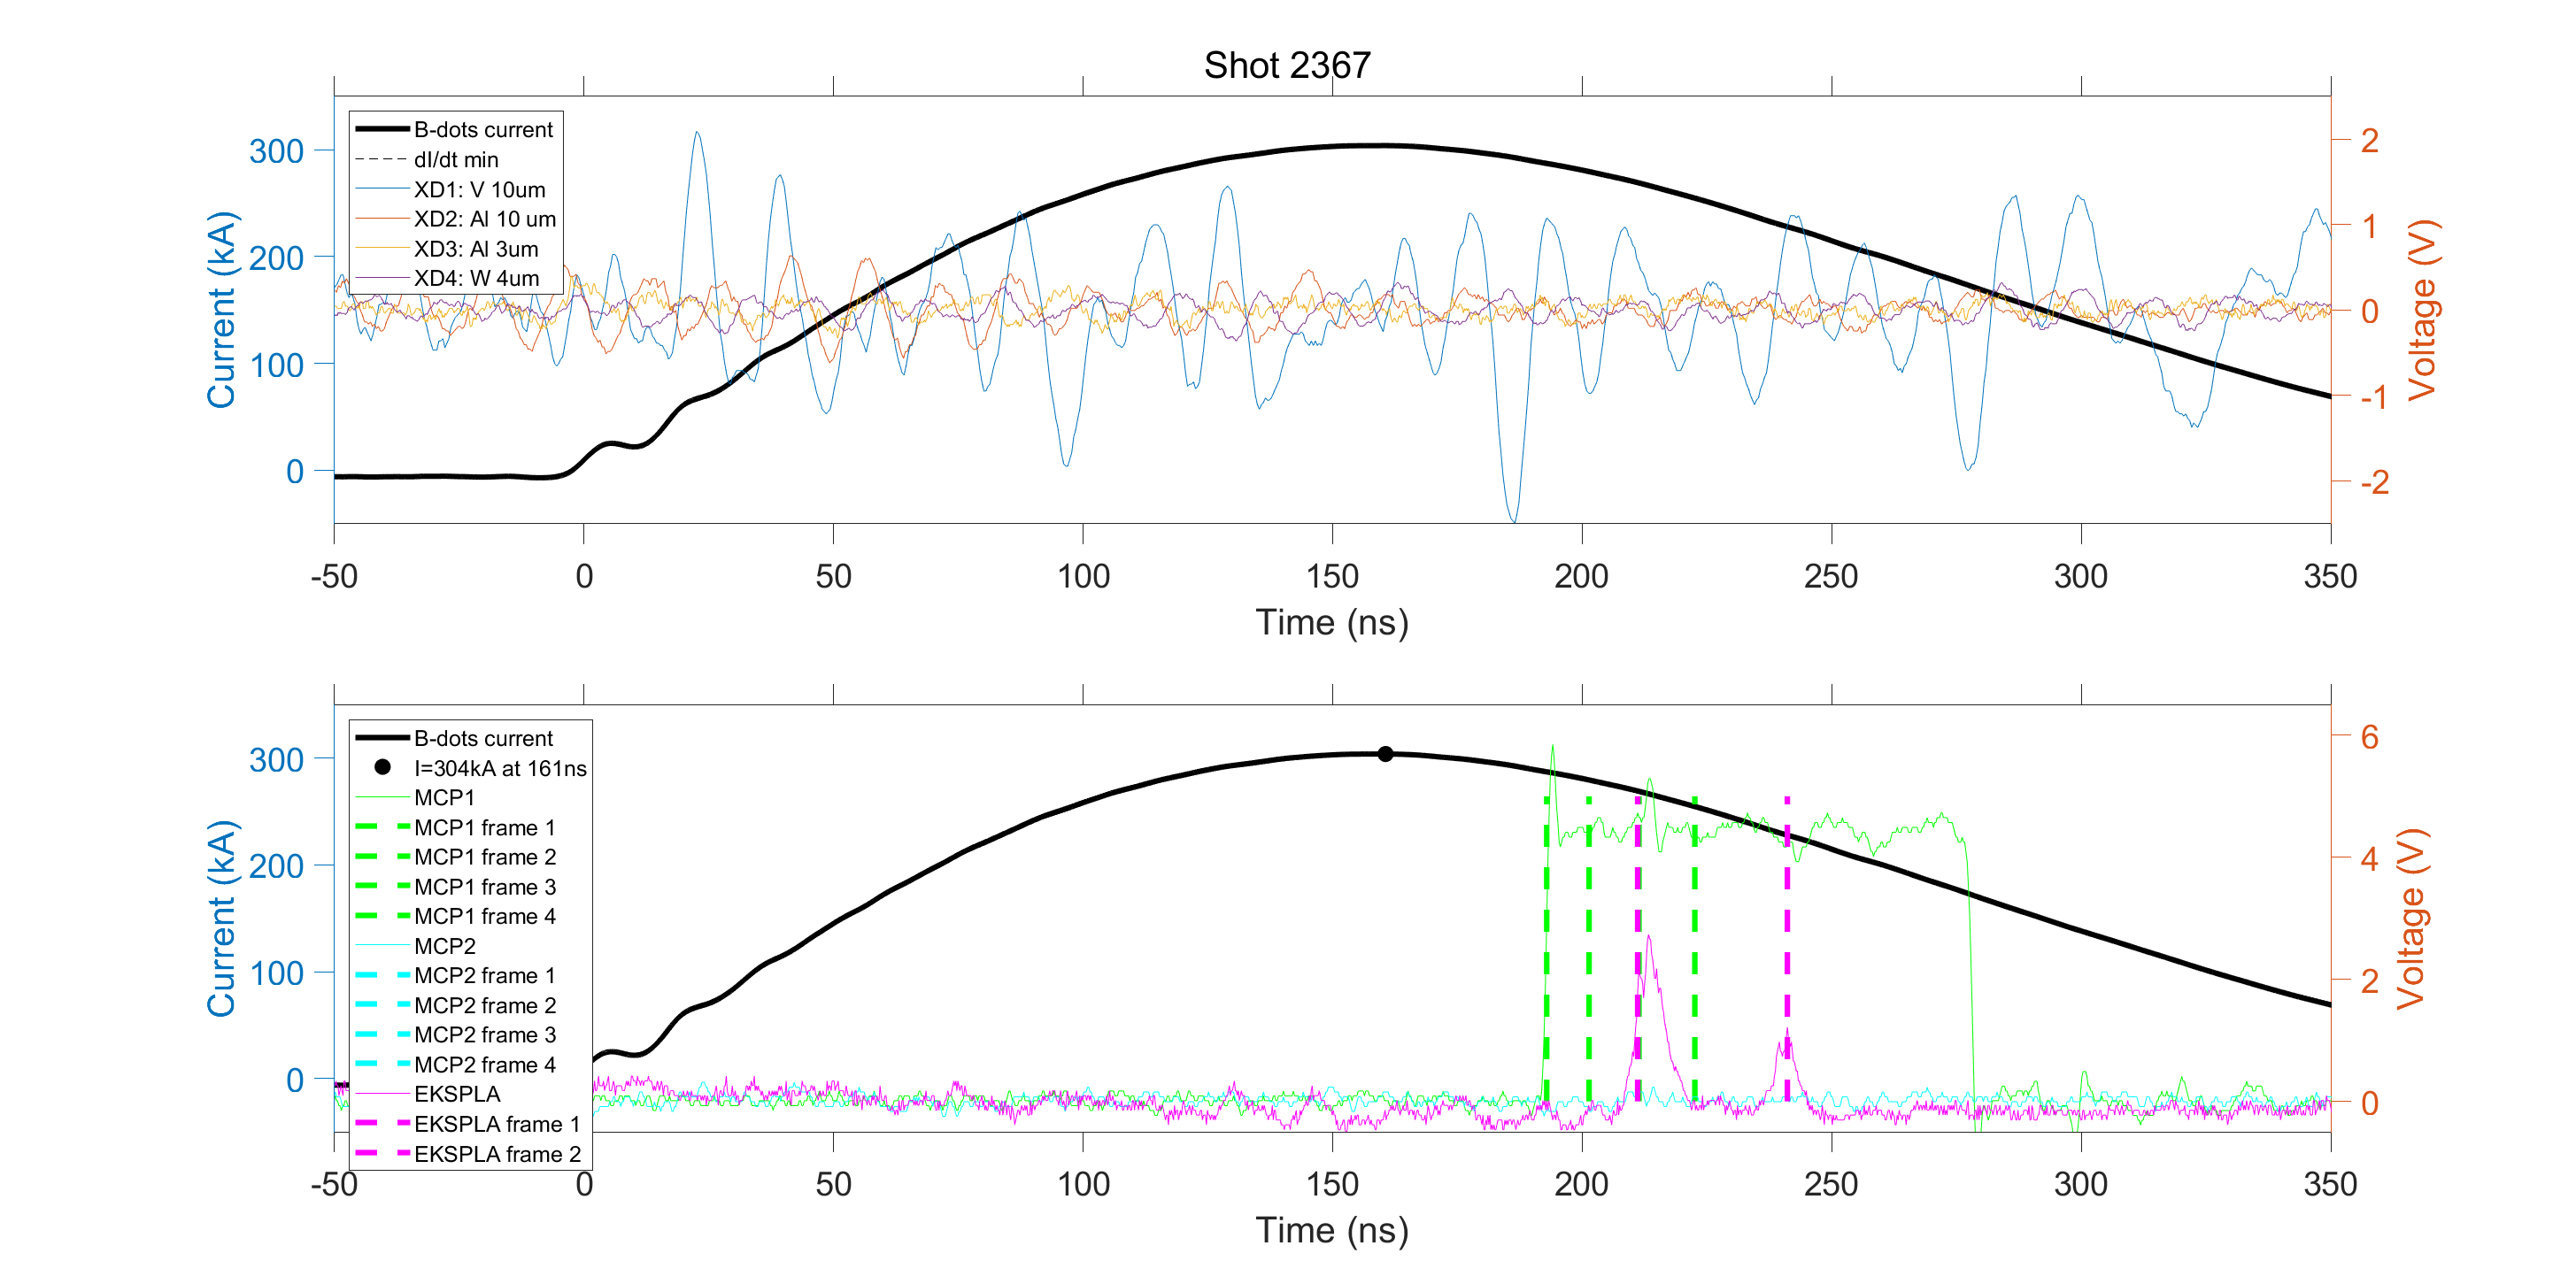 Shot 2367
B-dots current
dI/dt min
XD1: V 10um
XD2: Al 10 um
XD3: Al 3um
XD4: W 4um
Current (kA)
300
200
100
0
2
1
0
-1
-2
Voltage (V)
-50 0 50 100 150 200 250 300 350
Time (ns)
B-dots current
I=304kA at 161ns
MCP1
MCP1 frame 1
MCP1 frame 2
MCP1 frame 3
MCP1 frame 4
MCP2
MCP2 frame 1
MCP2 frame 2
MCP2 frame 3
MCP2 frame 4
EKSPLA
EKSPLA frame 1
EKSPLA frame 2
Current (kA)
300
200
100
0
6
4
2
0
Voltage (V)
-50 0 50 100 150 200 250 300 350
Time (ns)